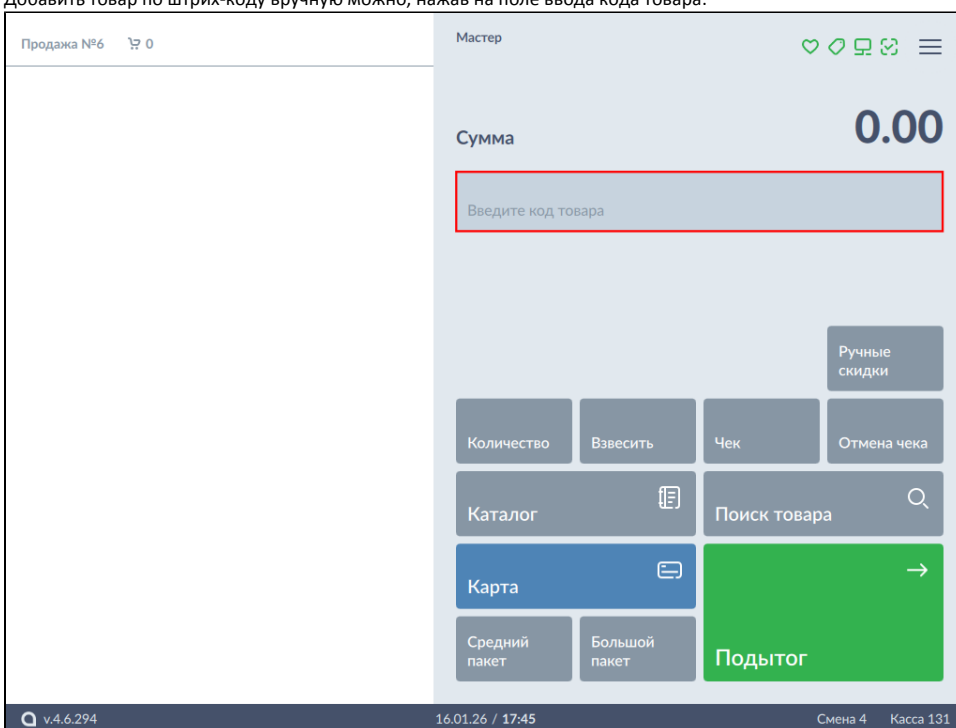 Добавить товар по штрих-коду вручную можно, нажав на поле ввода кода товара.
Продажа №6 0
Мастер
Сумма 0.00
Введите код товара
Ручные
скидки
Количество Взвесить Чек Отмена чека
Каталог Поиск товара
Карта
Средний
пакет
Большой
пакет
Подытог
v.4.6.294 16.01.26 / 17:45 Смена 4 Касса 131